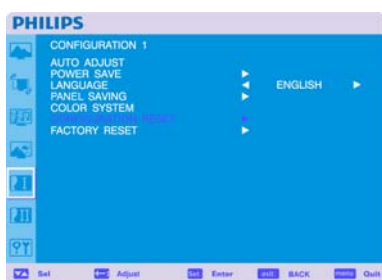 PHILIPS
CONFIGURATION 1
AUTO ADJUST
POWER SAVE
LANGUAGE ENGLISH
PANEL SAVING
COLOR SYSTEM
CONFIGURATION RESET
FACTORY RESET
Sel Adjust Set Enter exit BACK menu Quit